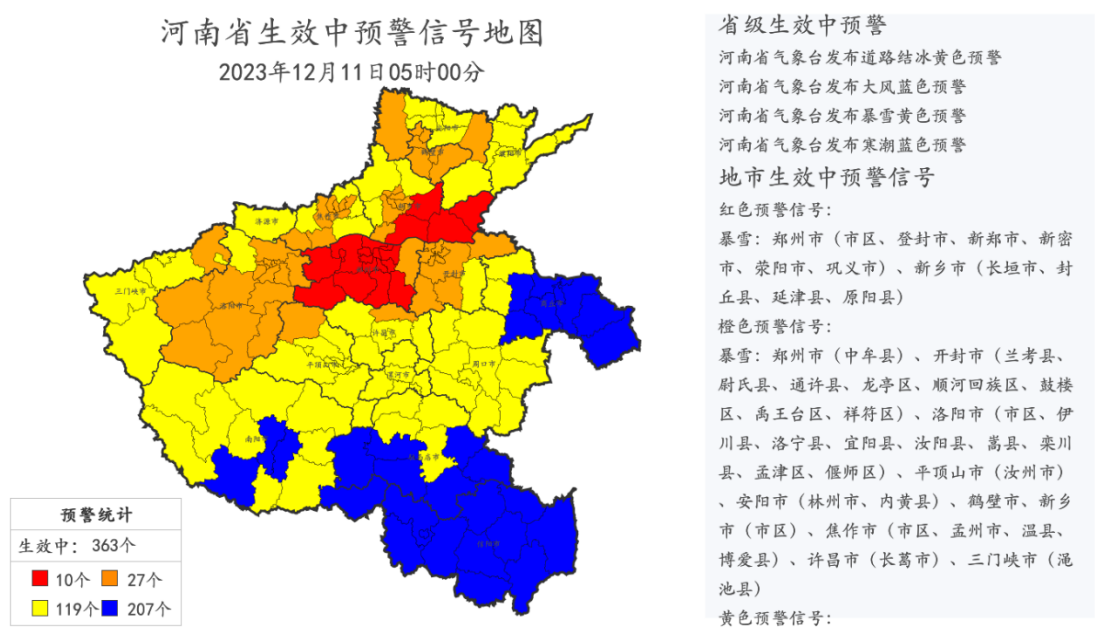 河南省生效中预警信号地图
2023年12月11日05时00分
安阳市
鹤壁市
濮阳市
新乡市
焦作市
济源市
三门峡市
洛阳市
开封市
商丘市
许昌市
平顶山市
漯河市
周口市
南阳市
驻马店市
信阳市
预警统计
生效中: 363个
10个 27个
119个 207个
省级生效中预警
河南省气象台发布道路结冰黄色预警
河南省气象台发布大风蓝色预警
河南省气象台发布暴雪黄色预警
河南省气象台发布寒潮蓝色预警
地市生效中预警信号
红色预警信号:
暴雪: 郑州市（市区、登封市、新郑市、新密
市、荥阳市、巩义市）、新乡市（长垣市、封
丘县、延津县、原阳县）
橙色预警信号:
暴雪: 郑州市（中牟县）、开封市（兰考县、
尉氏县、通许县、龙亭区、顺河回族区、鼓楼
区、禹王台区、祥符区）、洛阳市（市区、伊
川县、洛宁县、宜阳县、汝阳县、嵩县、栾川
县、孟津区、偃师区）、平顶山市（汝州市）
、安阳市（林州市、内黄县）、鹤壁市、新乡
市（市区）、焦作市（市区、孟州市、温县、
博爱县）、许昌市（长葛市）、三门峡市（渑
池县）
黄色预警信号: